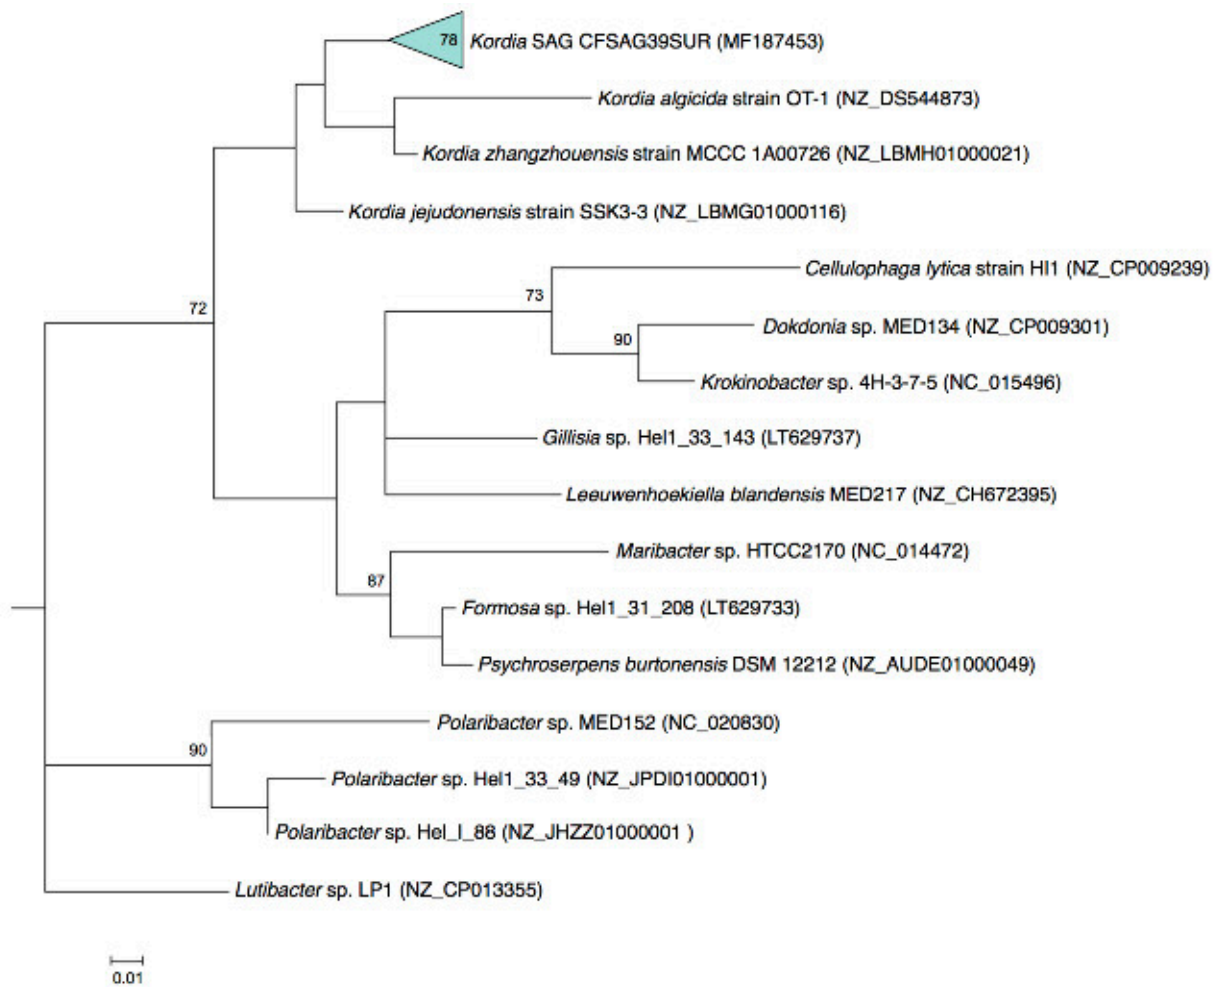 78 Kordia SAG CFSAG39SUR (MF187453)
Kordia algicida strain OT-1 (NZ_DS544873)
Kordia zhangzhouensis strain MCCC 1A00726 (NZ_LBMH01000021)
Kordia jejudonensis strain SSK3-3 (NZ_LBMG01000116)
Cellulophaga lytica strain HI1 (NZ_CP009239)
73
72
Dokdonia sp. MED134 (NZ_CP009301)
90
Krokinobacter sp. 4H-3-7-5 (NC_015496)
Gillisia sp. Hel1_33_143 (LT629737)
Leeuwenhoekiella blandensis MED217 (NZ_CH672395)
Maribacter sp. HTCC2170 (NC_014472)
87
Formosa sp. Hel1_31_208 (LT629733)
Psychroserpens burtonensis DSM 12212 (NZ_AUDE01000049)
Polaribacter sp. MED152 (NC_020830)
90
Polaribacter sp. Hel1_33_49 (NZ_JPDI01000001)
Polaribacter sp. Hel_I_88 (NZ_JHZZ01000001 )
Lutibacter sp. LP1 (NZ_CP013355)
0.01